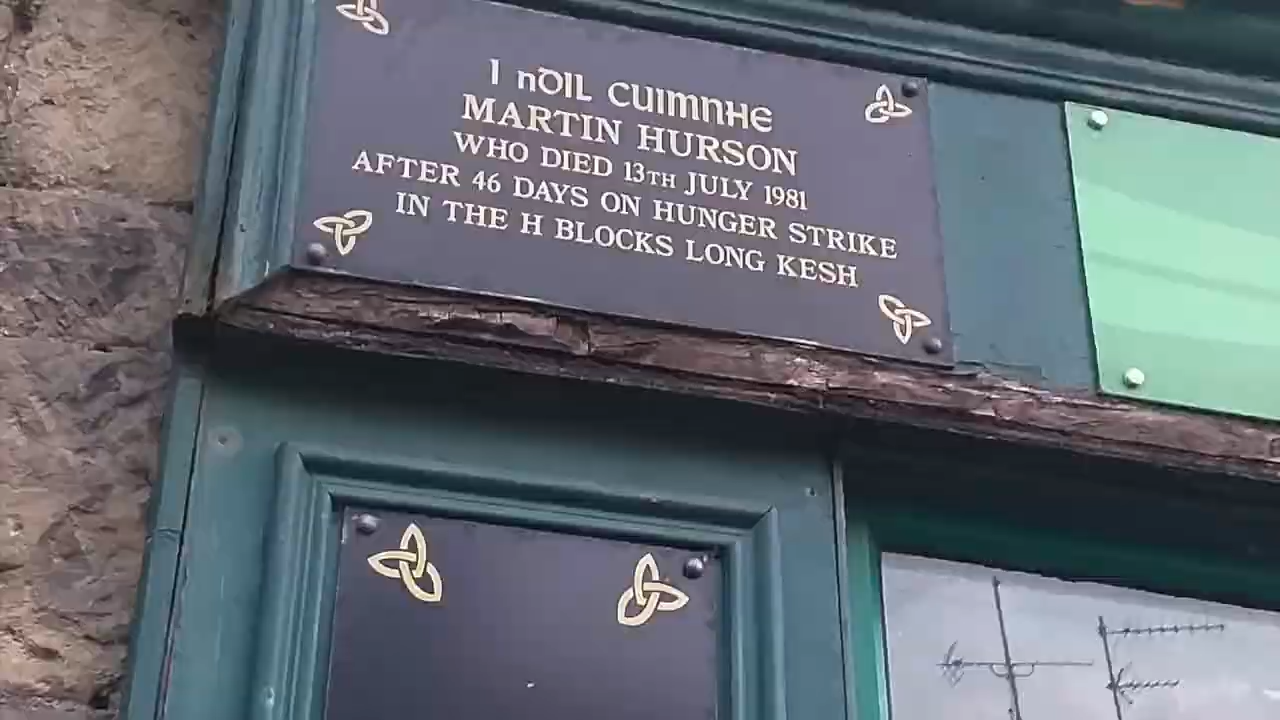 I nDIL CUIMNHE
MARTIN HURSON
WHO DIED 13TH JULY 1981
AFTER 46 DAYS ON HUNGER STRIKE
IN THE H BLOCKS LONG KESH